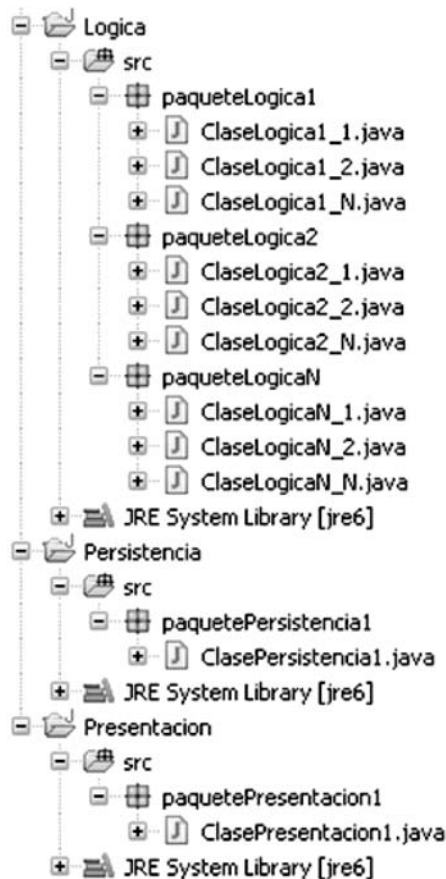 Logica
src
paqueteLogica1
ClaseLogica1_1.java
ClaseLogica1_2.java
ClaseLogica1_N.java
paqueteLogica2
ClaseLogica2_1.java
ClaseLogica2_2.java
ClaseLogica2_N.java
paqueteLogicaN
ClaseLogicaN_1.java
ClaseLogicaN_2.java
ClaseLogicaN_N.java
JRE System Library [jre6]
Persistencia
src
paquetePersistencia1
ClasePersistencia1.java
JRE System Library [jre6]
Presentacion
src
paquetePresentacion1
ClasePresentacion1.java
JRE System Library [jre6]